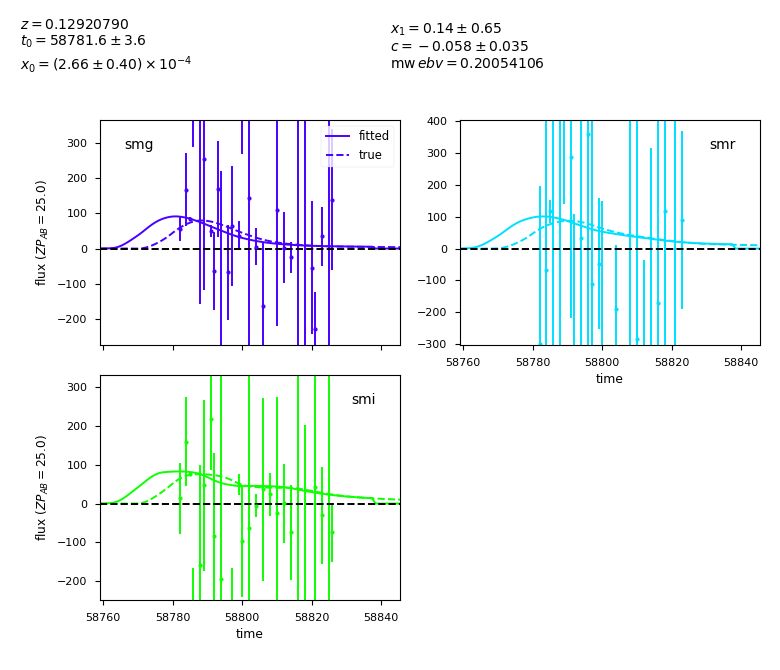 z = 0.12920790
t₀ = 58781.6 ± 3.6
x₀ = (2.66 ± 0.40) × 10⁻⁴
x₁ = 0.14 ± 0.65
c = −0.058 ± 0.035
mw ebv = 0.20054106
smg
fitted
true
300
200
100
0
−100
−200
flux (ZP_AB = 25.0)
smr
400
300
200
100
0
−100
−200
−300
58760 58780 58800 58820 58840
time
smi
300
200
100
0
−100
−200
flux (ZP_AB = 25.0)
58760 58780 58800 58820 58840
time